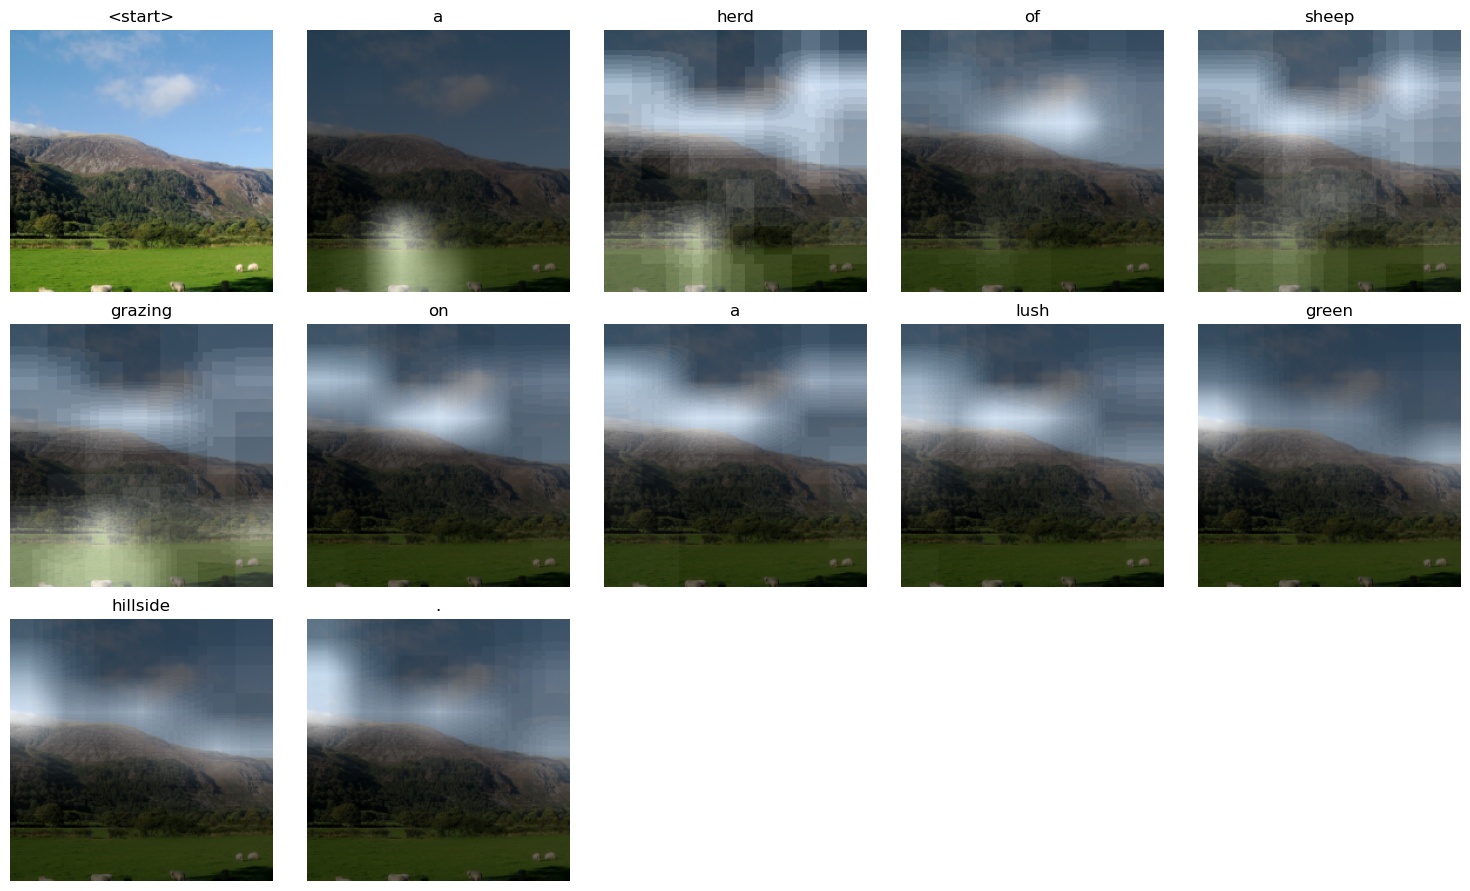 <start> a herd of sheep
grazing on a lush green
hillside .